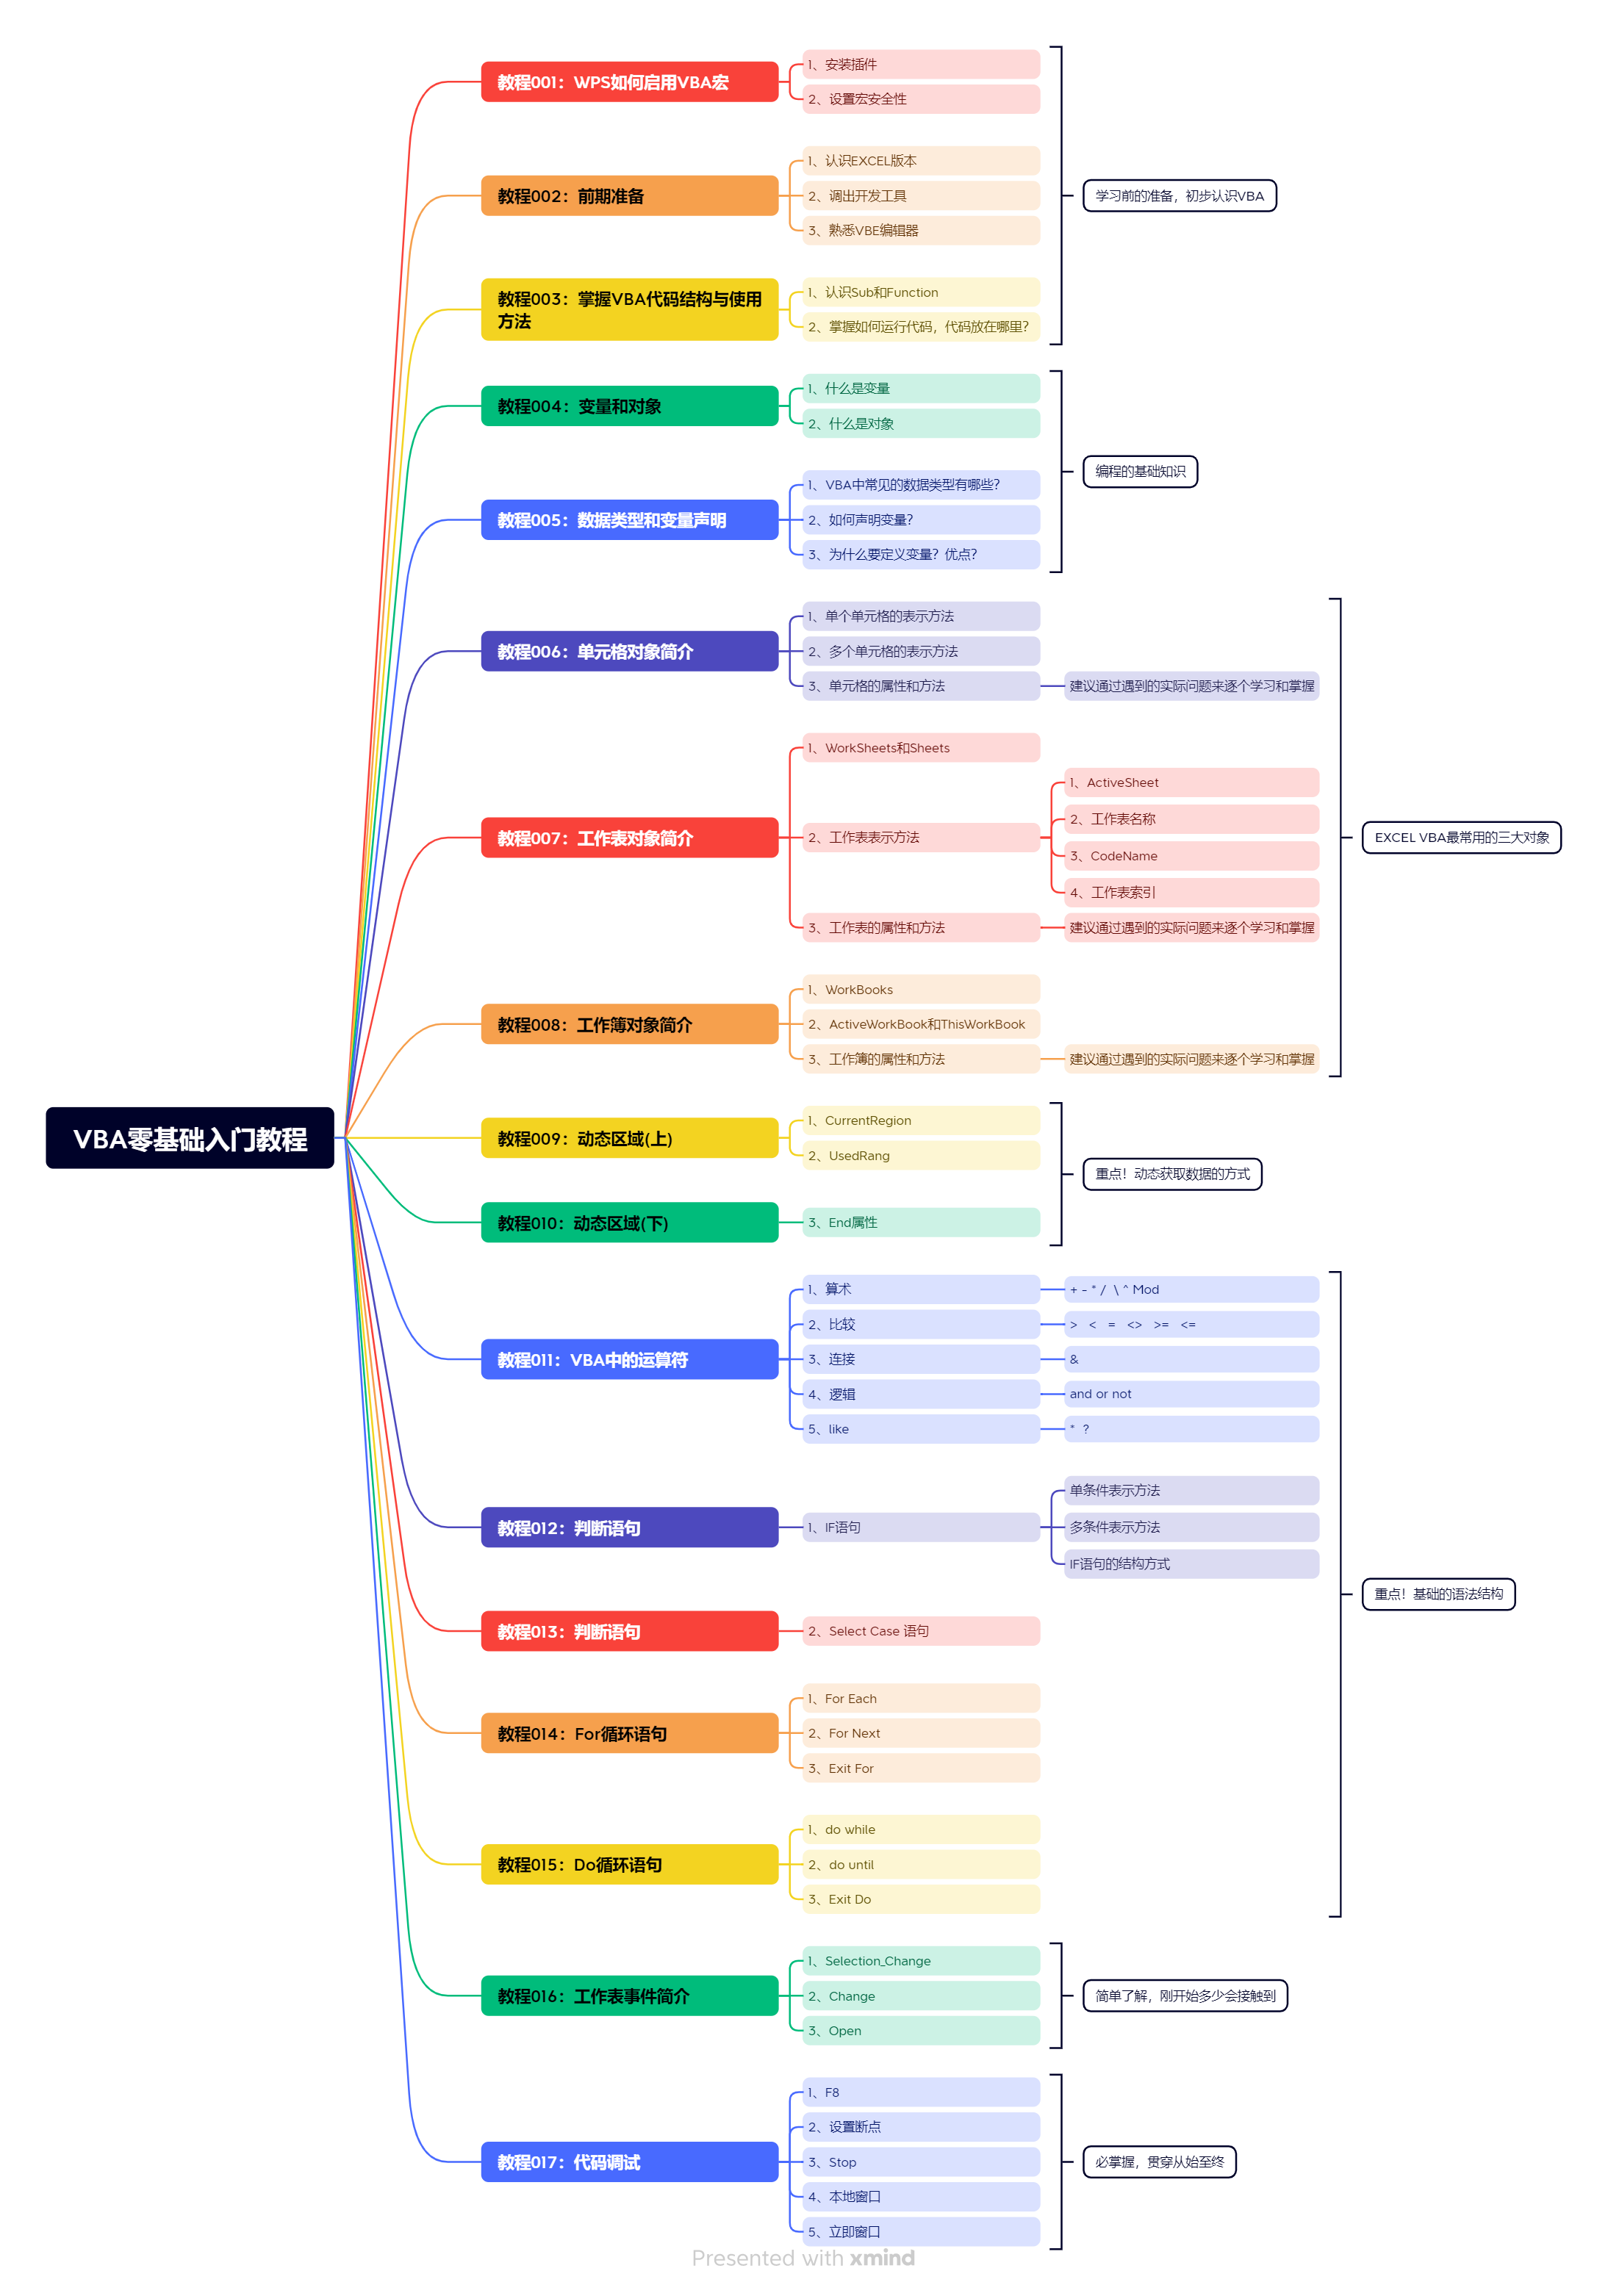 VBA零基础入门教程
教程001：WPS如何启用VBA宏
1、安装插件
2、设置宏安全性
教程002：前期准备
1、认识EXCEL版本
2、调出开发工具
3、熟悉VBE编辑器
教程003：掌握VBA代码结构与使用
方法
1、认识Sub和Function
2、掌握如何运行代码，代码放在哪里？
学习前的准备，初步认识VBA
教程004：变量和对象
1、什么是变量
2、什么是对象
教程005：数据类型和变量声明
1、VBA中常见的数据类型有哪些？
2、如何声明变量？
3、为什么要定义变量？优点？
编程的基础知识
教程006：单元格对象简介
1、单个单元格的表示方法
2、多个单元格的表示方法
3、单元格的属性和方法
建议通过遇到的实际问题来逐个学习和掌握
教程007：工作表对象简介
1、WorkSheets和Sheets
2、工作表表示方法
1、ActiveSheet
2、工作表名称
3、CodeName
4、工作表索引
3、工作表的属性和方法
建议通过遇到的实际问题来逐个学习和掌握
教程008：工作簿对象简介
1、WorkBooks
2、ActiveWorkBook和ThisWorkBook
3、工作簿的属性和方法
建议通过遇到的实际问题来逐个学习和掌握
EXCEL VBA最常用的三大对象
教程009：动态区域(上)
1、CurrentRegion
2、UsedRang
教程010：动态区域(下)
3、End属性
重点！动态获取数据的方式
教程011：VBA中的运算符
1、算术
+ - * / \ ^ Mod
2、比较
> < = <> >= <=
3、连接
&
4、逻辑
and or not
5、like
* ?
教程012：判断语句
1、IF语句
单条件表示方法
多条件表示方法
IF语句的结构方式
教程013：判断语句
2、Select Case 语句
教程014：For循环语句
1、For Each
2、For Next
3、Exit For
教程015：Do循环语句
1、do while
2、do until
3、Exit Do
重点！基础的语法结构
教程016：工作表事件简介
1、Selection_Change
2、Change
3、Open
简单了解，刚开始多少会接触到
教程017：代码调试
1、F8
2、设置断点
3、Stop
4、本地窗口
5、立即窗口
必掌握，贯穿从始至终
Presented with xmind